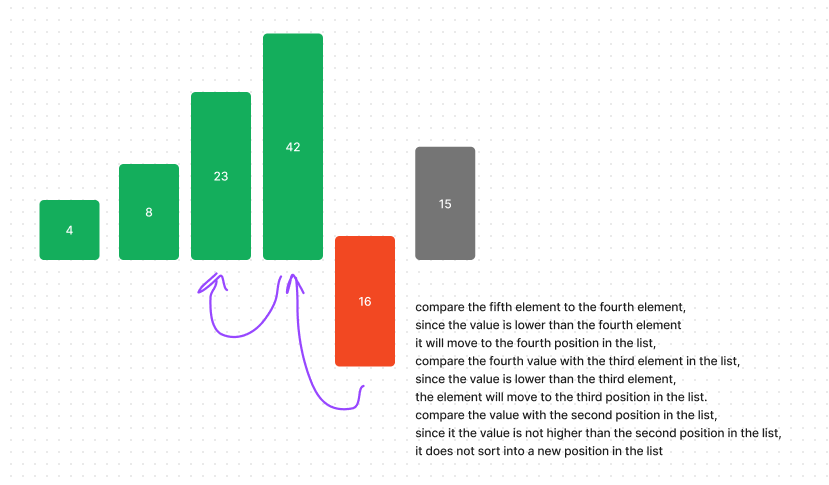 4
8
23
42
16
15
compare the fifth element to the fourth element,
since the value is lower than the fourth element
it will move to the fourth position in the list,
compare the fourth value with the third element in the list,
since the value is lower than the third element,
the element will move to the third position in the list.
compare the value with the second position in the list,
since it the value is not higher than the second position in the list,
it does not sort into a new position in the list